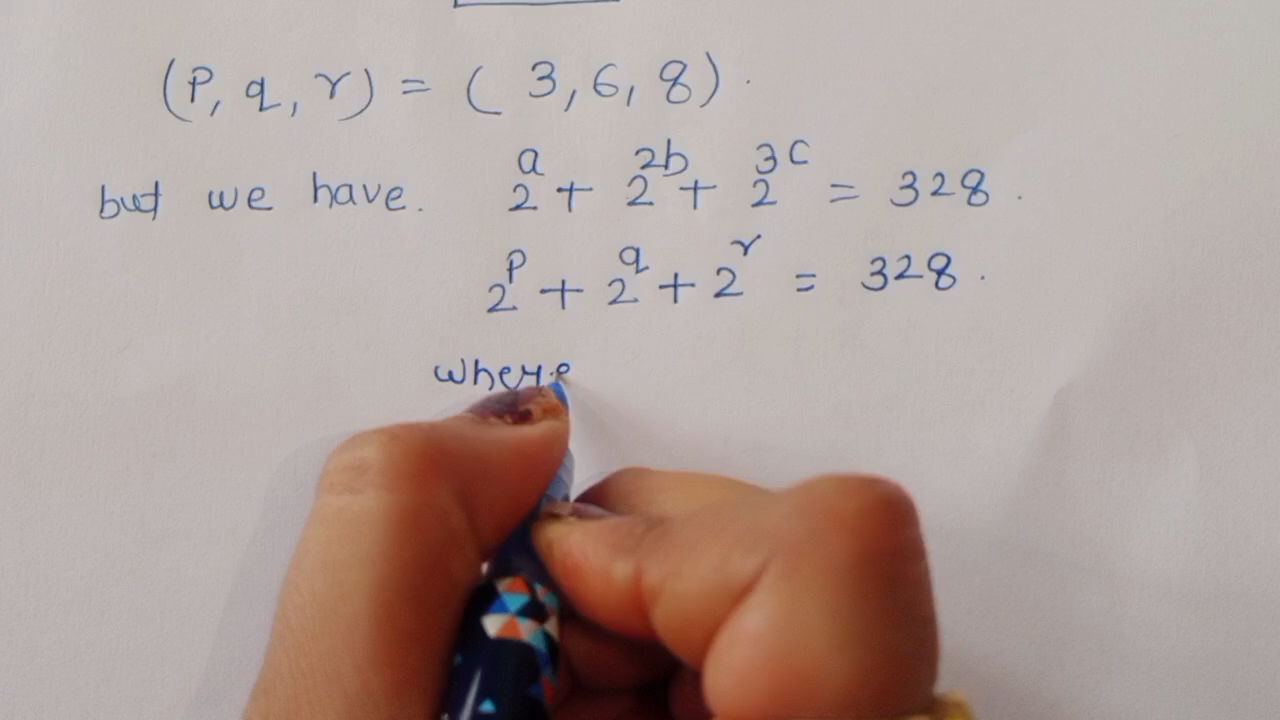 (P, q, r) = ( 3, 6, 8) .
but we have. 2^a + 2^2b + 2^3c = 328 .
2^p + 2^q + 2^r = 328 .
where